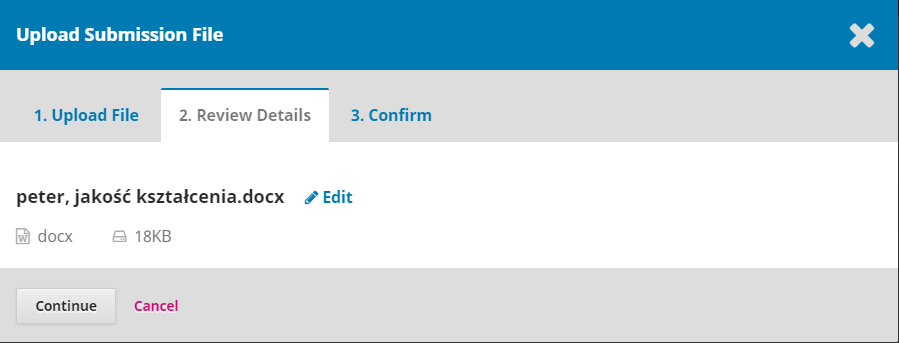 Upload Submission File
1. Upload File 2. Review Details 3. Confirm
peter, jakość kształcenia.docx Edit
docx 18KB
Continue Cancel